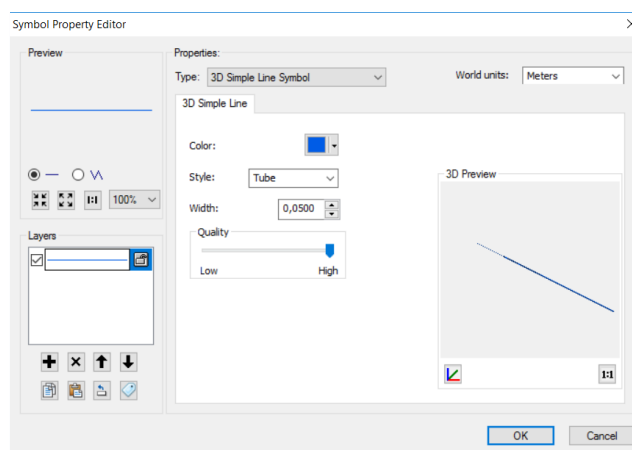 Symbol Property Editor
Preview
Properties:
Type: 3D Simple Line Symbol
World units: Meters
3D Simple Line
Color:
Style: Tube
Width: 0,0500
Quality
Low High
3D Preview
1:1
100%
Layers
1:1
OK Cancel